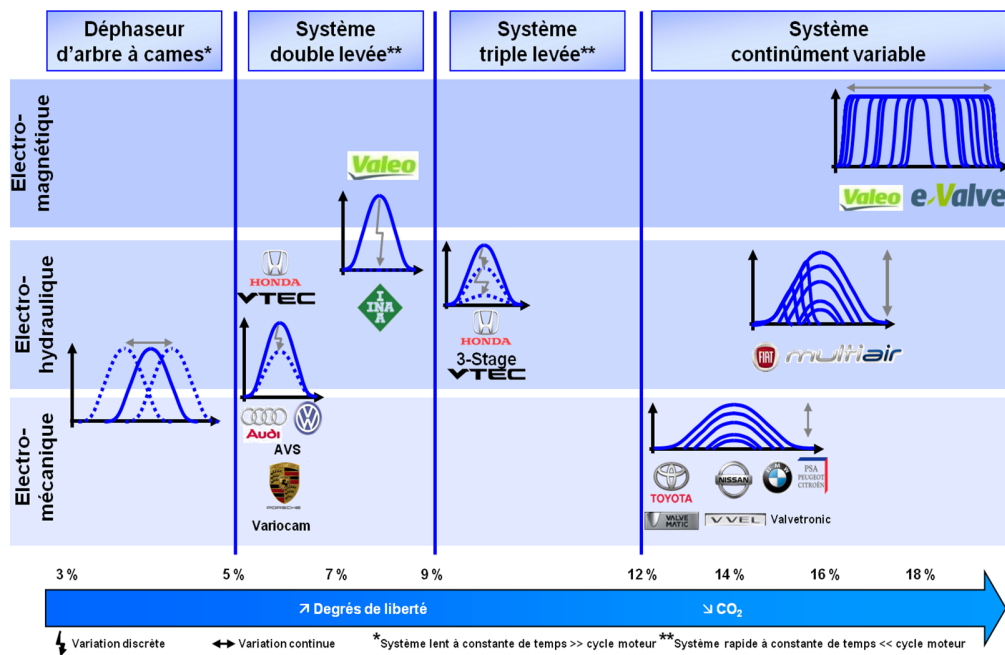 Déphaseur
d'arbre à cames*
Système
double levée**
Système
triple levée**
Système
continûment variable
Electro-
magnétique
Valeo
Valeo e-Valve
Electro-
hydraulique
HONDA
VTEC
INA
HONDA
3-Stage
VTEC
FIAT multiair
Electro-
mécanique
Audi
AVS
PORSCHE
Variocam
TOYOTA
NISSAN
BMW
PSA
PEUGEOT
CITROËN
VALVE
MATIC
VVEL
Valvetronic
3 % 5 % 7 % 9 % 12 % 14 % 16 % 18 %
↗ Degrés de liberté ↘ CO₂
Variation discrète Variation continue *Système lent à constante de temps >> cycle moteur **Système rapide à constante de temps << cycle moteur